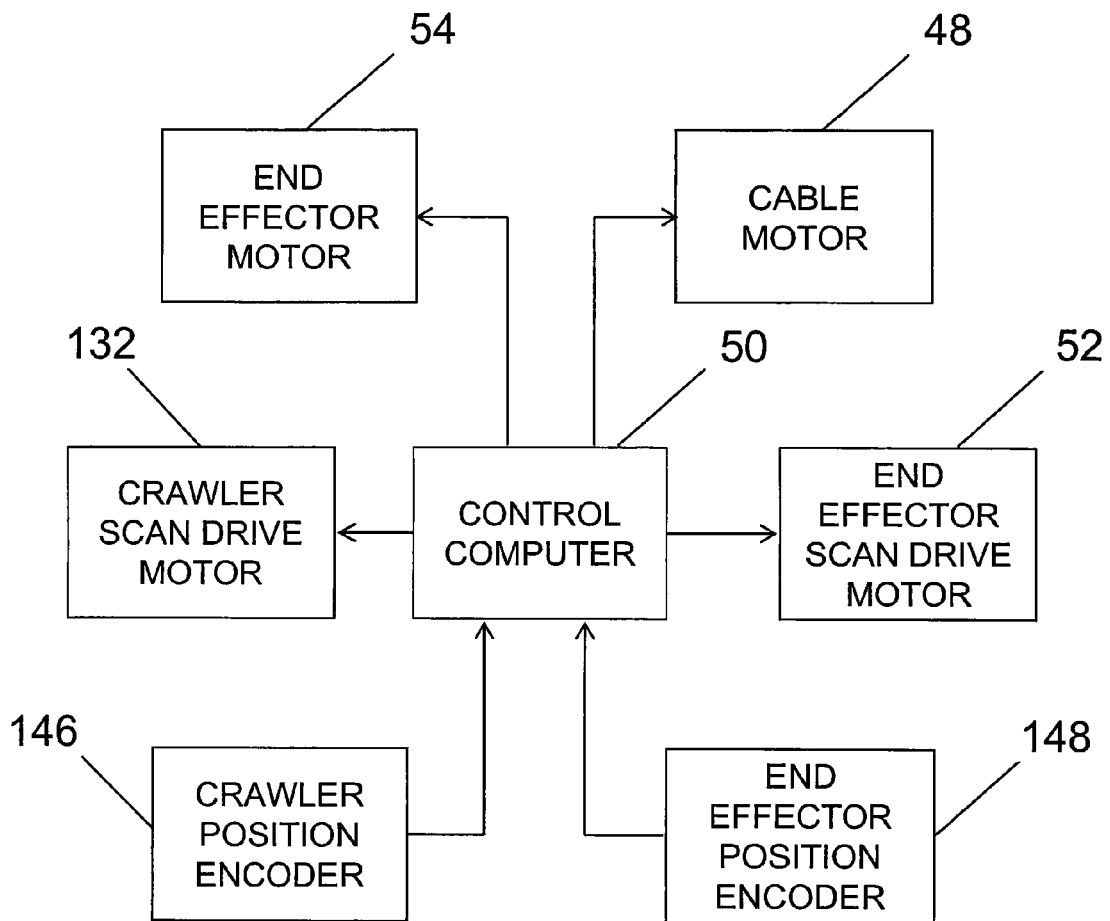 54
48
END
EFFECTOR
MOTOR
CABLE
MOTOR
132
50
52
CRAWLER
SCAN DRIVE
MOTOR
CONTROL
COMPUTER
END
EFFECTOR
SCAN DRIVE
MOTOR
146
148
CRAWLER
POSITION
ENCODER
END
EFFECTOR
POSITION
ENCODER